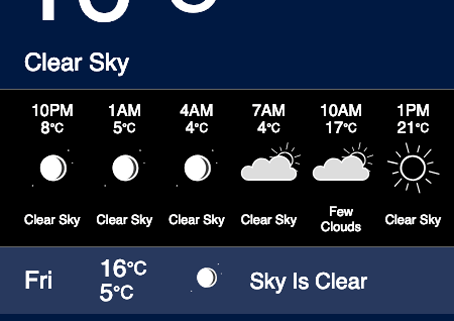 Clear Sky
10PM 1AM 4AM 7AM 10AM 1PM
8°C 5°C 4°C 4°C 17°C 21°C
Clear Sky Clear Sky Clear Sky Clear Sky Few Clouds Clear Sky
Fri 16°C 5°C Sky Is Clear